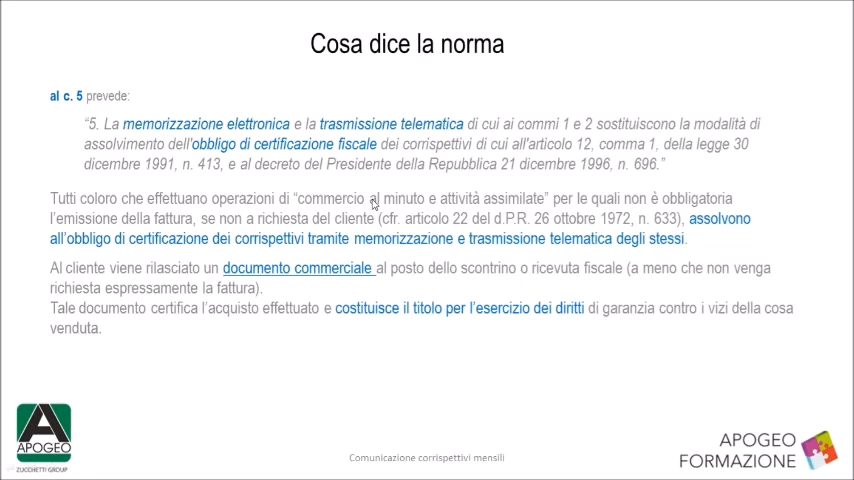 Cosa dice la norma
al c. 5 prevede:
“5. La memorizzazione elettronica e la trasmissione telematica di cui ai commi 1 e 2 sostituiscono la modalità di
assolvimento dell'obbligo di certificazione fiscale dei corrispettivi di cui all'articolo 12, comma 1, della legge 30
dicembre 1991, n. 413, e al decreto del Presidente della Repubblica 21 dicembre 1996, n. 696.”
Tutti coloro che effettuano operazioni di “commercio al minuto e attività assimilate” per le quali non è obbligatoria
l’emissione della fattura, se non a richiesta del cliente (cfr. articolo 22 del d.P.R. 26 ottobre 1972, n. 633), assolvono
all’obbligo di certificazione dei corrispettivi tramite memorizzazione e trasmissione telematica degli stessi.
Al cliente viene rilasciato un documento commerciale al posto dello scontrino o ricevuta fiscale (a meno che non venga
richiesta espressamente la fattura).
Tale documento certifica l’acquisto effettuato e costituisce il titolo per l’esercizio dei diritti di garanzia contro i vizi della cosa
venduta.
A
APOGEO
ZUCCHETTI GROUP
Comunicazione corrispettivi mensili
APOGEO
FORMAZIONE